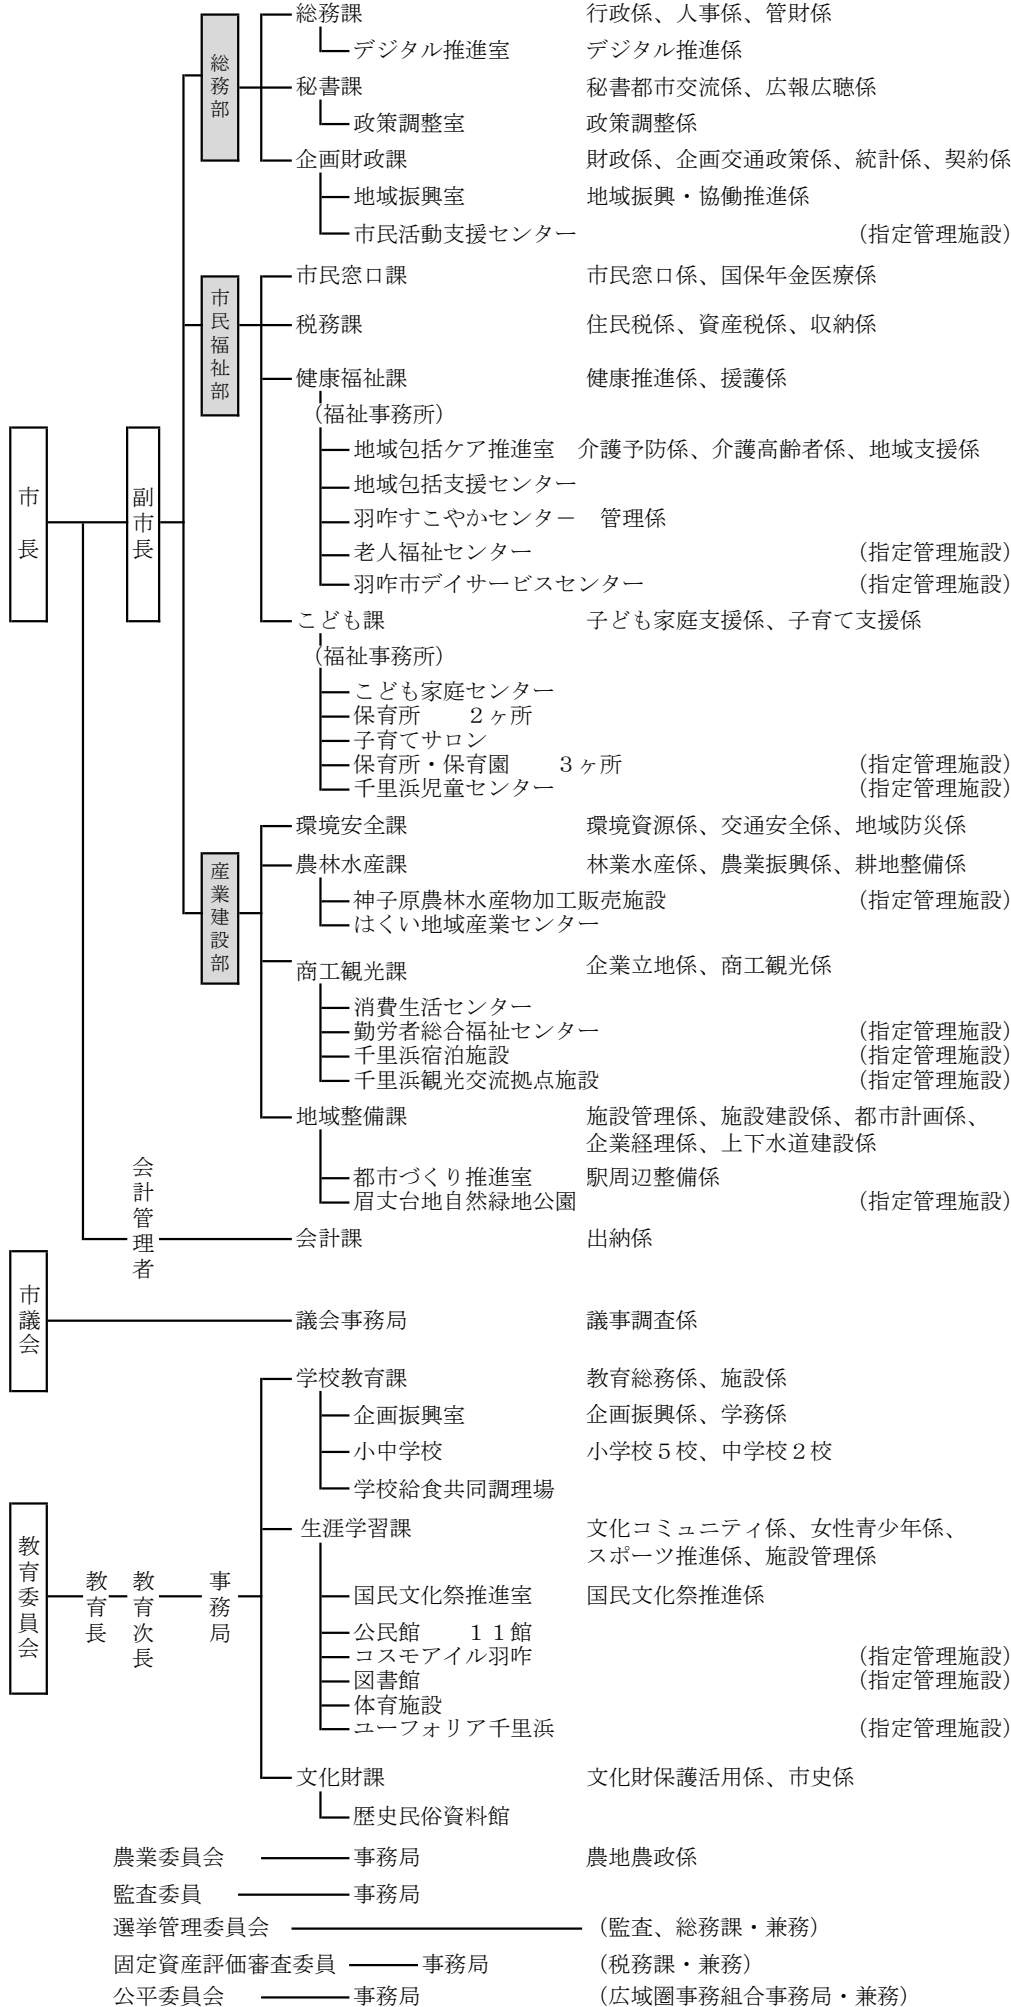 総務課　行政係、人事係、管財係
デジタル推進室　デジタル推進係
総務部
秘書課　秘書都市交流係、広報広聴係
政策調整室　政策調整係
企画財政課　財政係、企画交通政策係、統計係、契約係
地域振興室　地域振興・協働推進係
市民活動支援センター　（指定管理施設）
市民窓口課　市民窓口係、国保年金医療係
市民福祉部
税務課　住民税係、資産税係、収納係
健康福祉課　健康推進係、援護係
（福祉事務所）
地域包括ケア推進室　介護予防係、介護高齢者係、地域支援係
地域包括支援センター
市長
副市長
羽咋すこやかセンター　管理係
老人福祉センター　（指定管理施設）
羽咋市デイサービスセンター　（指定管理施設）
こども課　子ども家庭支援係、子育て支援係
（福祉事務所）
こども家庭センター
保育所　２ヶ所
子育てサロン
保育所・保育園　３ヶ所　（指定管理施設）
千里浜児童センター　（指定管理施設）
環境安全課　環境資源係、交通安全係、地域防災係
農林水産課　林業水産係、農業振興係、耕地整備係
産業建設部
神子原農林水産物加工販売施設　（指定管理施設）
はくい地域産業センター
商工観光課　企業立地係、商工観光係
消費生活センター
勤労者総合福祉センター　（指定管理施設）
千里浜宿泊施設　（指定管理施設）
千里浜観光交流拠点施設　（指定管理施設）
地域整備課　施設管理係、施設建設係、都市計画係、
企業経理係、上下水道建設係
都市づくり推進室　駅周辺整備係
眉丈台地自然緑地公園　（指定管理施設）
会計管理者
会計課　出納係
市議会
議会事務局　議事調査係
学校教育課　教育総務係、施設係
企画振興室　企画振興係、学務係
小中学校　小学校５校、中学校２校
学校給食共同調理場
生涯学習課　文化コミュニティ係、女性青少年係、
スポーツ推進係、施設管理係
教育委員会
教育長
教育次長
事務局
国民文化祭推進室　国民文化祭推進係
公民館　１１館
コスモアイル羽咋　（指定管理施設）
図書館　（指定管理施設）
体育施設
ユーフォリア千里浜　（指定管理施設）
文化財課　文化財保護活用係、市史係
歴史民俗資料館
農業委員会　事務局　農地農政係
監査委員　事務局
選挙管理委員会　（監査、総務課・兼務）
固定資産評価審査委員　事務局　（税務課・兼務）
公平委員会　事務局　（広域圏事務組合事務局・兼務）